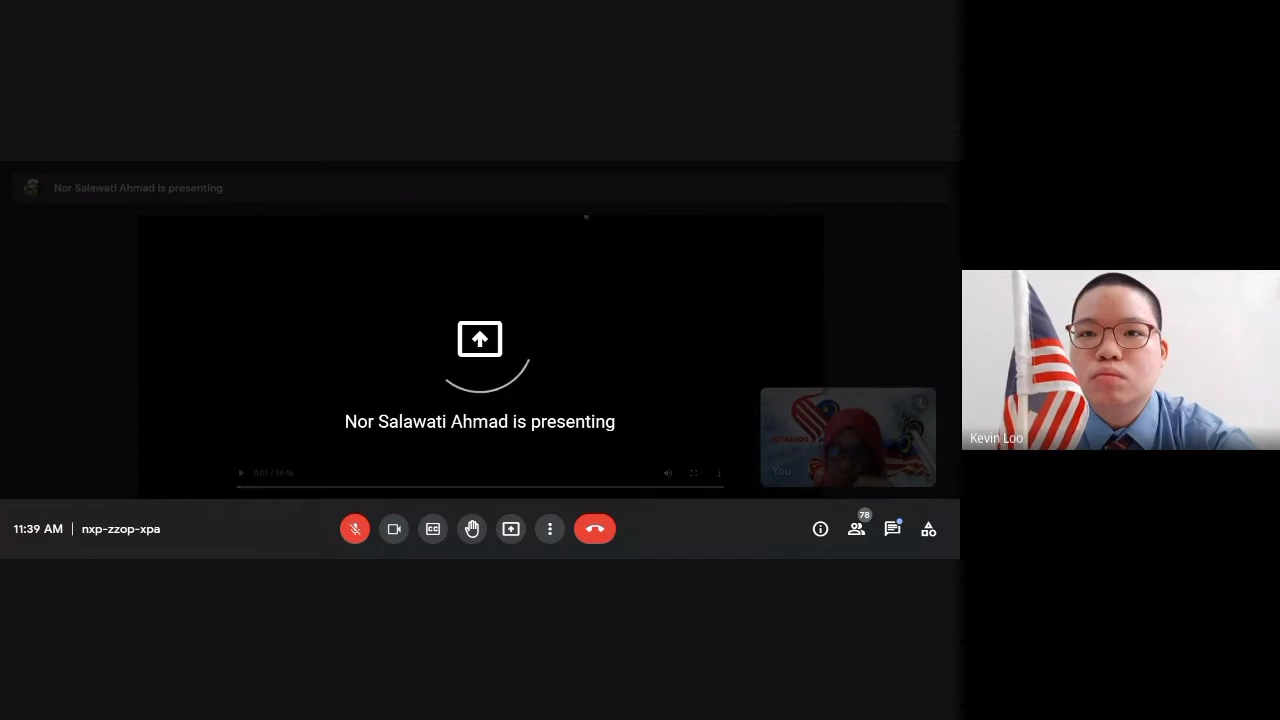 Nor Salawati Ahmad is presenting
Nor Salawati Ahmad is presenting
0:01 / 18:16
You
Kevin Loo
11:39 AM | nxp-zzop-xpa
CC
78